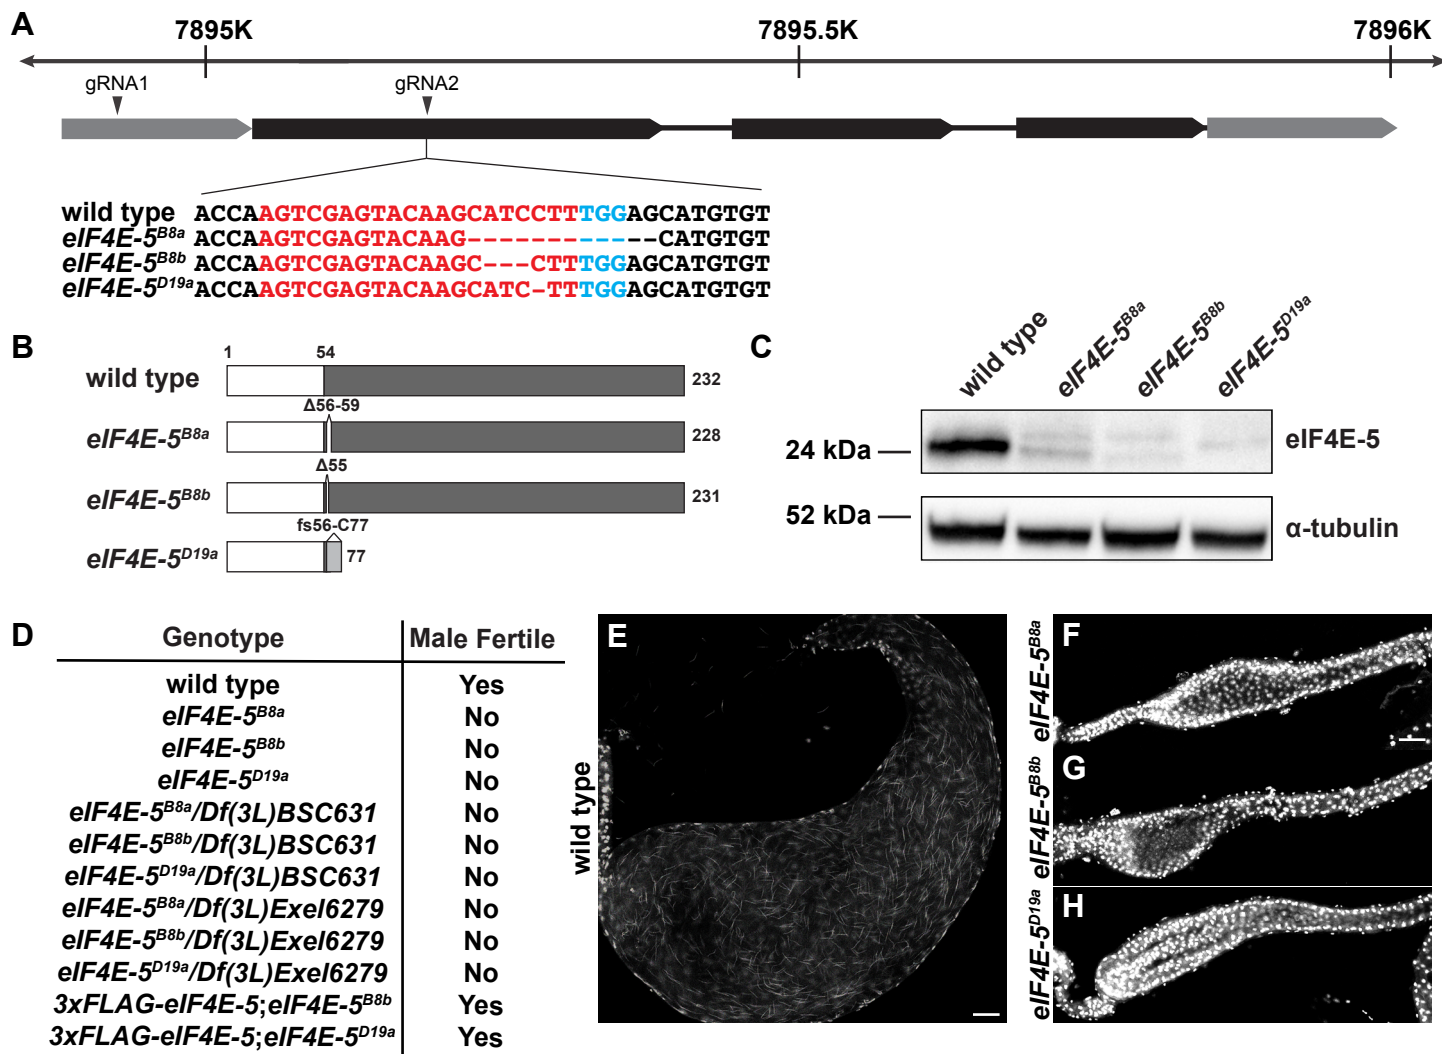 A
7895K 7895.5K 7896K
gRNA1 gRNA2
wild type ACCAAGTCGAGTACAAGCATCCTTTGGAGCATGTGT
eIF4E-5B8a ACCAAGTCGAGTACAAG------------CATGTGT
eIF4E-5B8b ACCAAGTCGAGTACAAGC---CTTTGGAGCATGTGT
eIF4E-5D19a ACCAAGTCGAGTACAAGCATC-TTTGGAGCATGTGT
B
1 54
wild type 232
Δ56-59
eIF4E-5B8a 228
Δ55
eIF4E-5B8b 231
fs56-C77
eIF4E-5D19a 77
C
wild type eIF4E-5B8a eIF4E-5B8b eIF4E-5D19a
24 kDa eIF4E-5
52 kDa α-tubulin
D
Genotype Male Fertile
wild type Yes
eIF4E-5B8a No
eIF4E-5B8b No
eIF4E-5D19a No
eIF4E-5B8a/Df(3L)BSC631 No
eIF4E-5B8b/Df(3L)BSC631 No
eIF4E-5D19a/Df(3L)BSC631 No
eIF4E-5B8a/Df(3L)Exel6279 No
eIF4E-5B8b/Df(3L)Exel6279 No
eIF4E-5D19a/Df(3L)Exel6279 No
3xFLAG-eIF4E-5;eIF4E-5B8b Yes
3xFLAG-eIF4E-5;eIF4E-5D19a Yes
E
wild type
F
eIF4E-5B8a
G
eIF4E-5B8b
H
eIF4E-5D19a